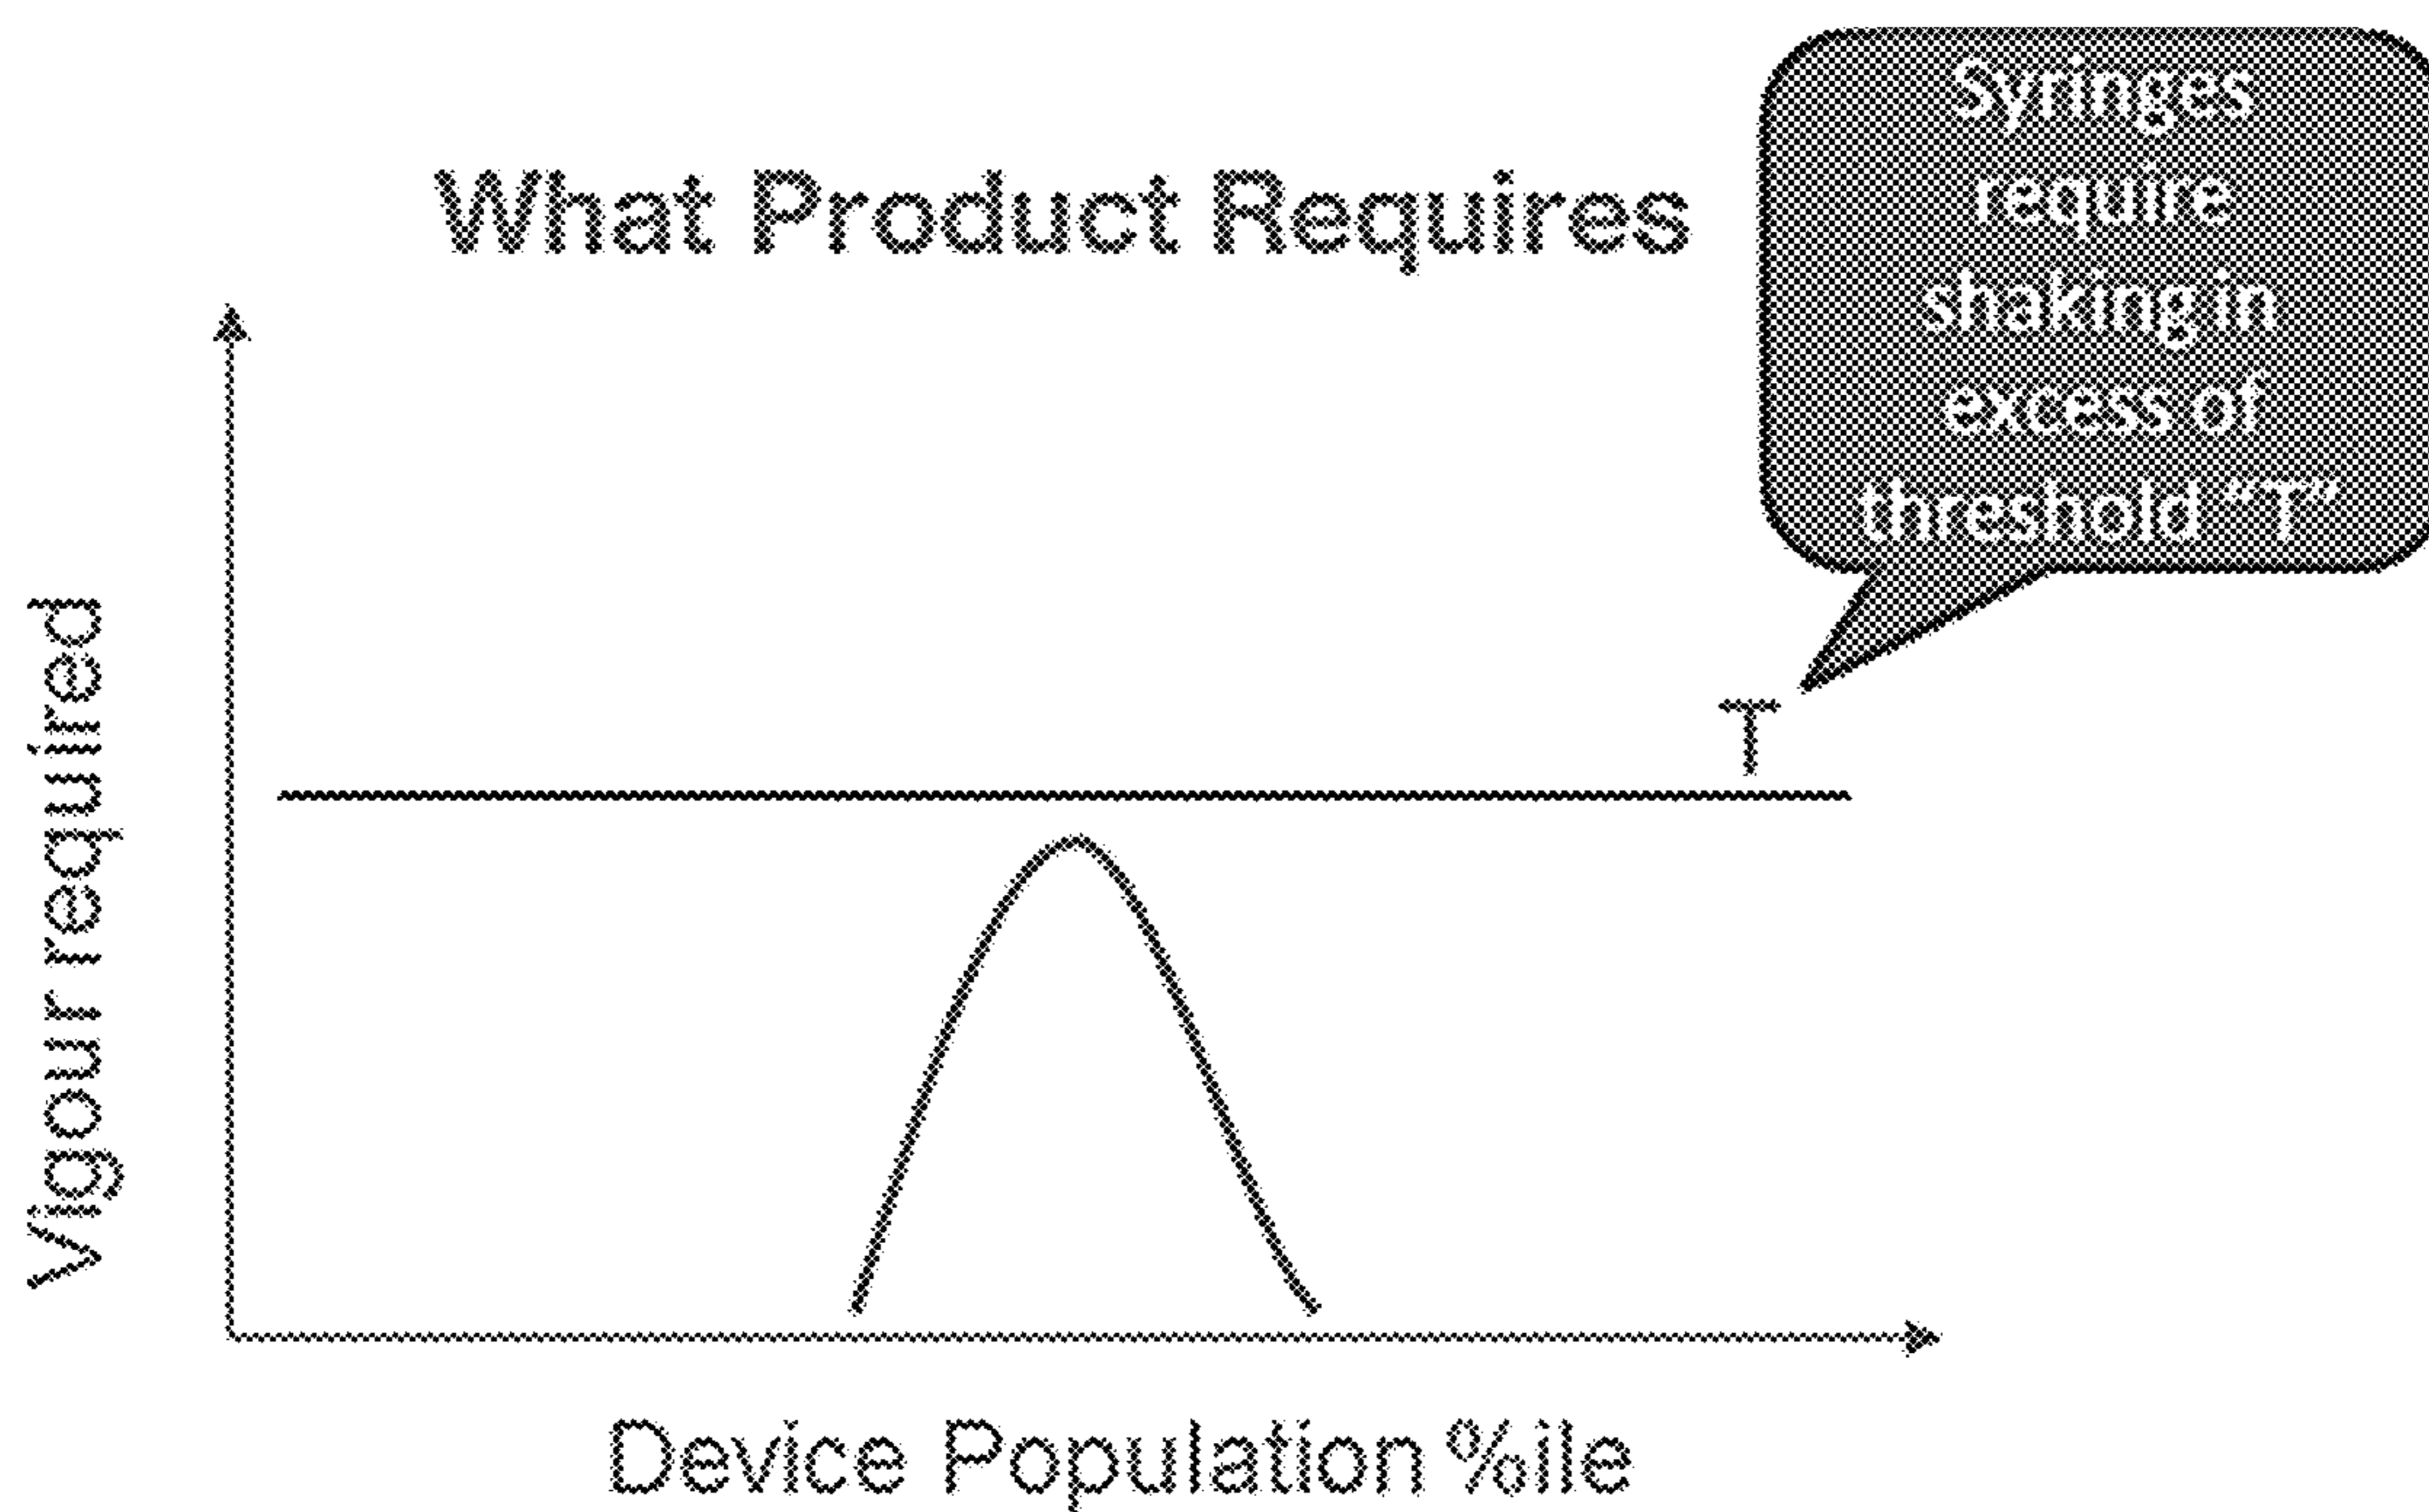 What Product Requires
Syringes
require
shaking in
excess of
threshold “T”
T
Vigour required
Device Population %ile